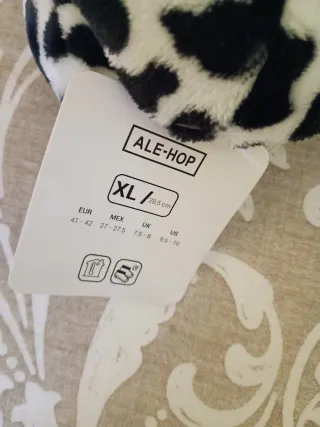 ALE-HOP
XL / 28,5 cm
EUR MEX UK US
41 - 42 27 - 27.5 7.5 - 8 9.5 - 10